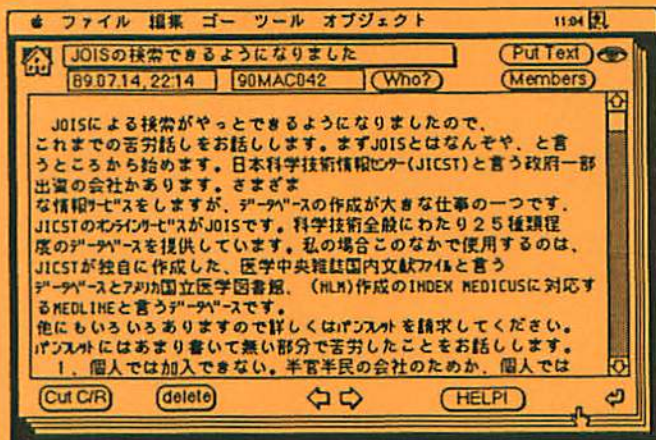 ファイル 編集 ゴー ツール オブジェクト 11:04
JOISの検索できるようになりました Put Text
89.07.14, 22:14 90MAC042 Who? Members
JOISによる検索がやっとできるようになりましたので、
これまでの苦労話しをお話しします。まずJOISとはなんぞや、と言
うところから始めます。日本科学技術情報ｾﾝﾀｰ(JICST)と言う政府一部
出資の会社かあります。さまざま
な情報ｻｰﾋﾞｽをしますが、ﾃﾞｰﾀﾍﾞｰｽの作成が大きな仕事の一つです。
JICSTのｵﾝﾗｲﾝｻｰﾋﾞｽがJOISです。科学技術全般にわたり２５種類程
度のﾃﾞｰﾀﾍﾞｰｽを提供しています。私の場合このなかで使用するのは、
JICSTが独自に作成した、医学中央雑誌国内文献ﾌｧｲﾙと言う
ﾃﾞｰﾀﾍﾞｰｽとｱﾒﾘｶ国立医学図書館、(NLM)作成のINDEX MEDICUSに対応す
るMEDLINEと言うﾃﾞｰﾀﾍﾞｰｽです。
他にもいろいろありますので詳しくはﾊﾟﾝﾌﾚｯﾄを請求してください。
ﾊﾟﾝﾌﾚｯﾄにはあまり書いて無い部分で苦労したことをお話しします。
１、個人では加入できない。半官半民の会社のためか、個人では
Cut C/R delete HELP!